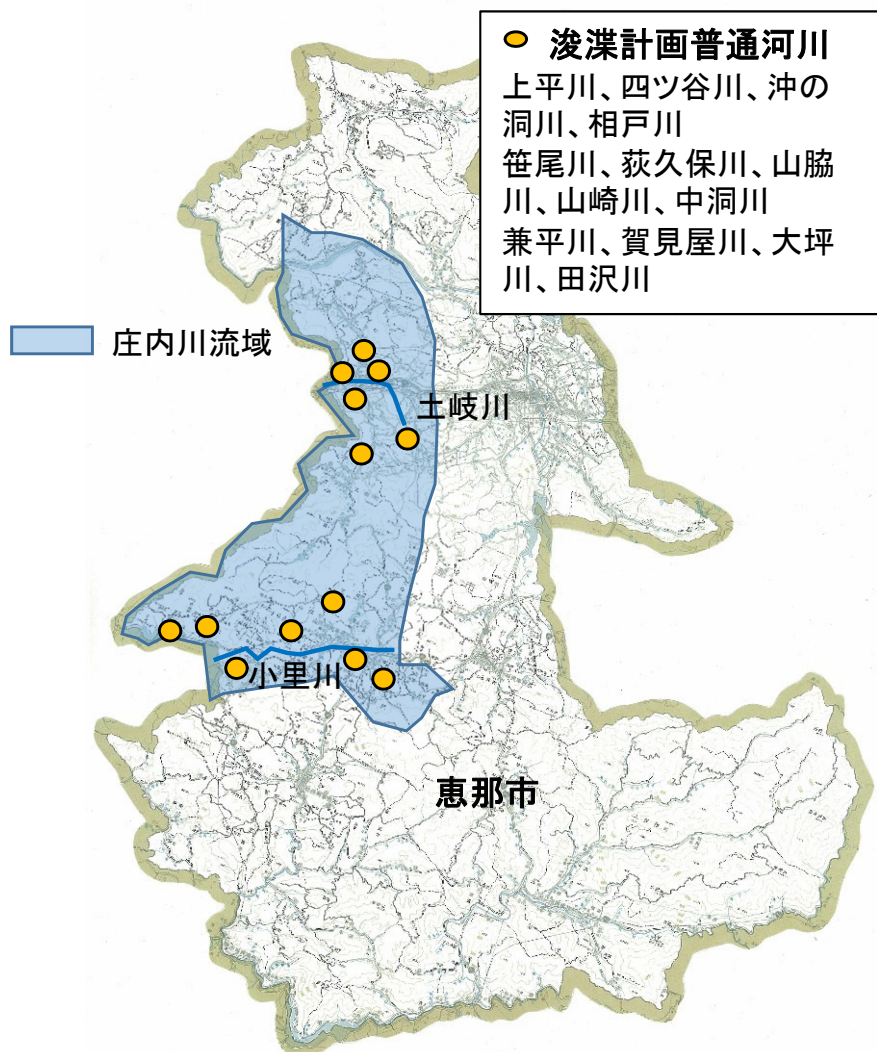 浚渫計画普通河川
上平川、四ツ谷川、沖の
洞川、相戸川
笹尾川、荻久保川、山脇
川、山崎川、中洞川
兼平川、賀見屋川、大坪
川、田沢川
庄内川流域
土岐川
小里川
恵那市